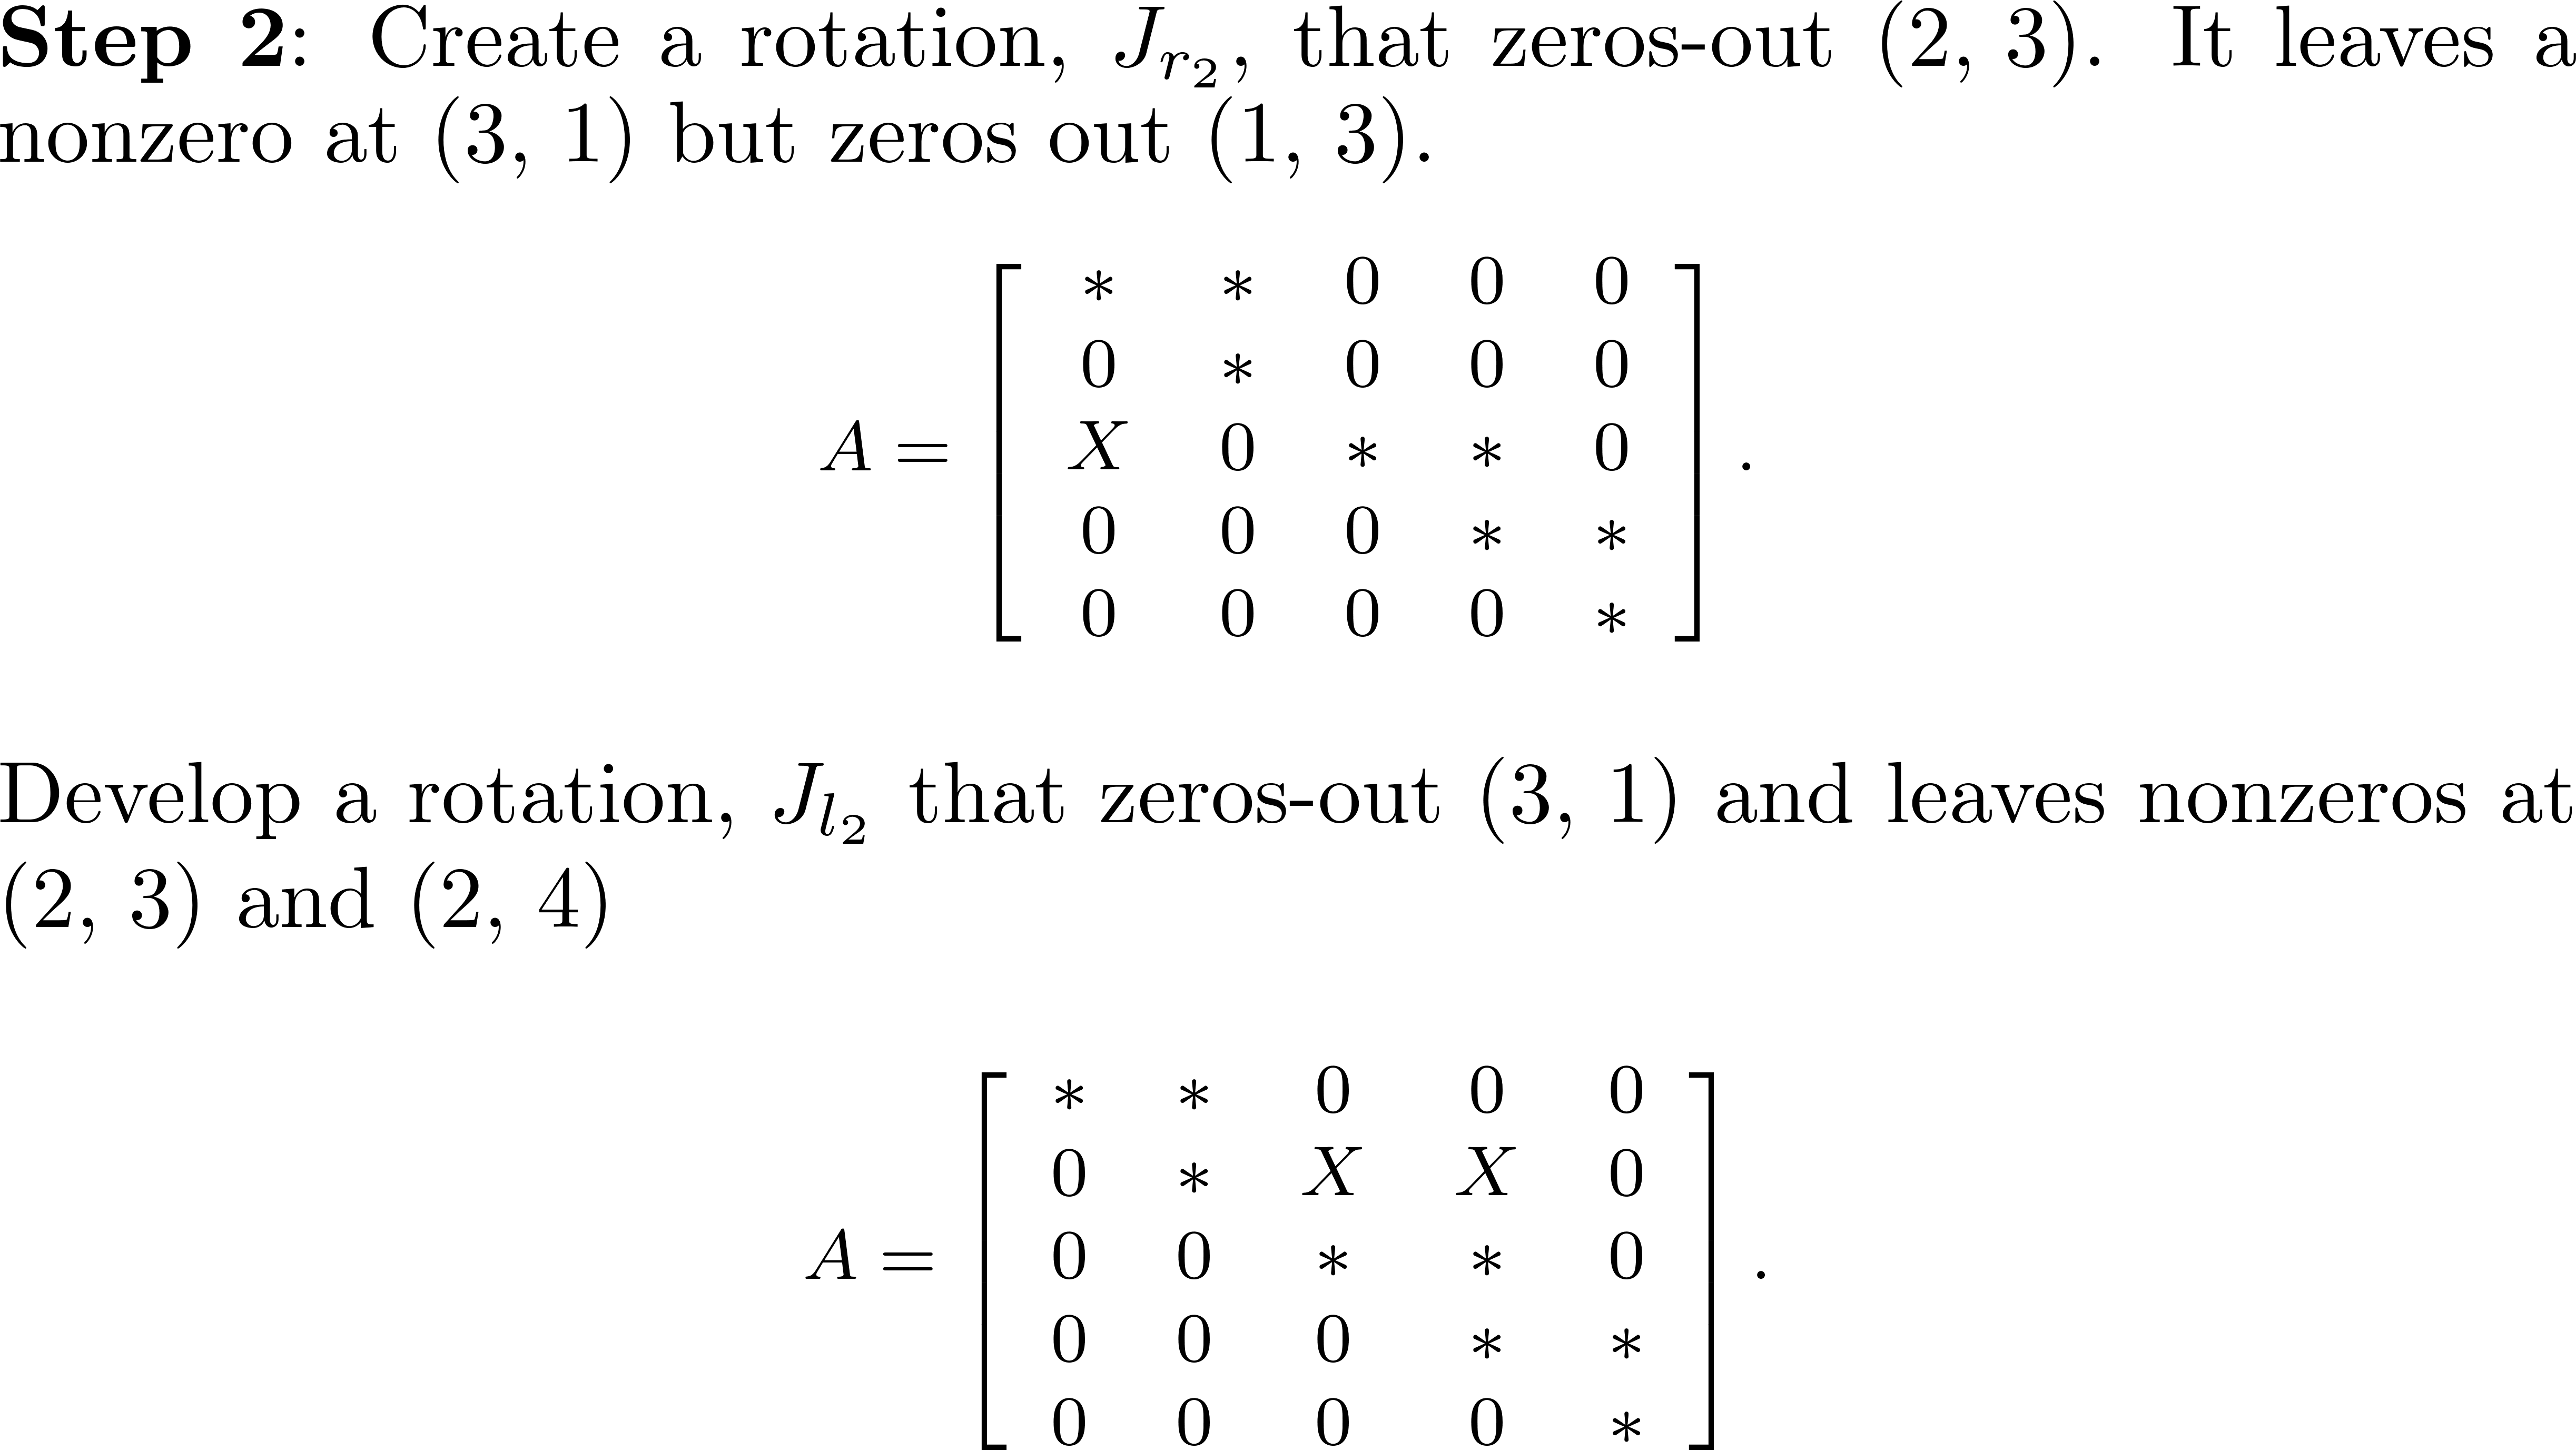 Step 2: Create a rotation, J_{r_2}, that zeros-out (2, 3). It leaves a
nonzero at (3, 1) but zeros out (1, 3).
* * 0 0 0
0 * 0 0 0
A = X 0 * * 0 .
0 0 0 * *
0 0 0 0 *
Develop a rotation, J_{l_2} that zeros-out (3, 1) and leaves nonzeros at
(2, 3) and (2, 4)
* * 0 0 0
0 * X X 0
A = 0 0 * * 0 .
0 0 0 * *
0 0 0 0 *